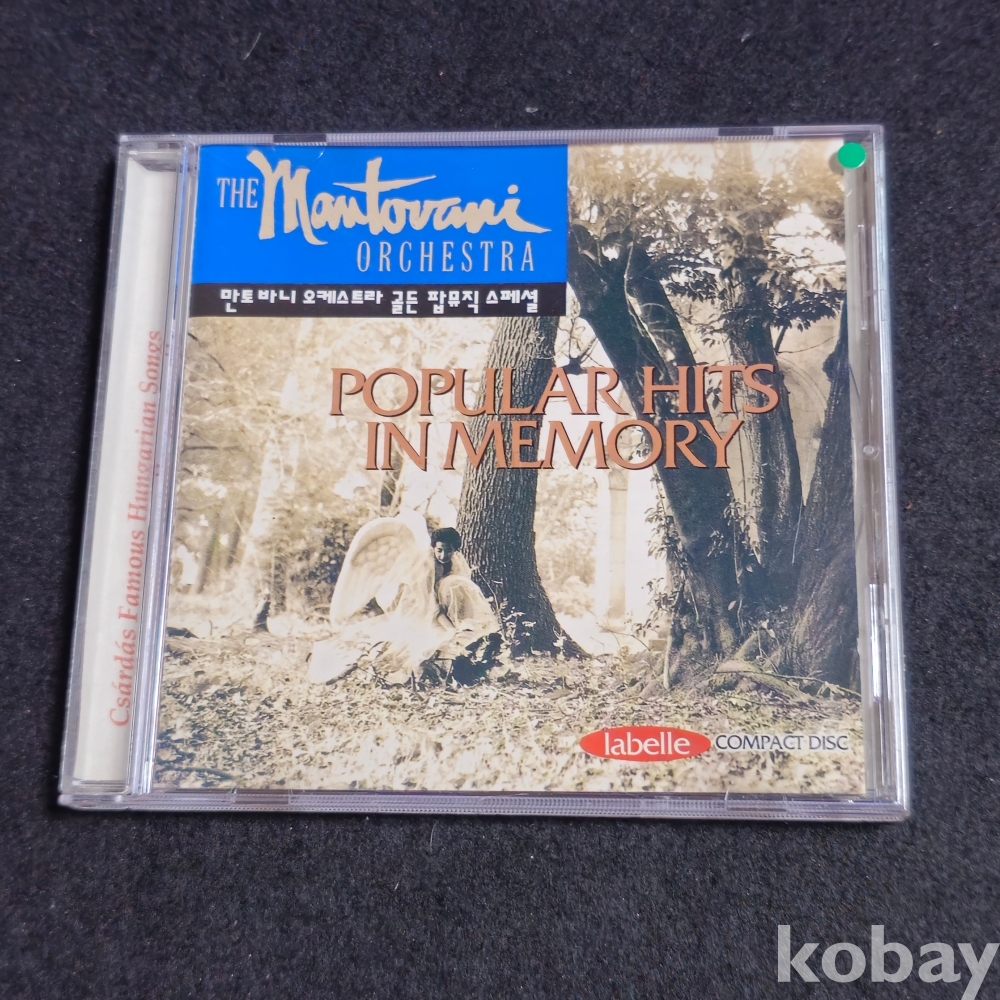 THE Mantovani
ORCHESTRA
만토바니 오케스트라 골든 팝뮤직 스페셜
POPULAR HITS
IN MEMORY
Csárdás Famous Hungarian Songs
labelle COMPACT DISC
kobay